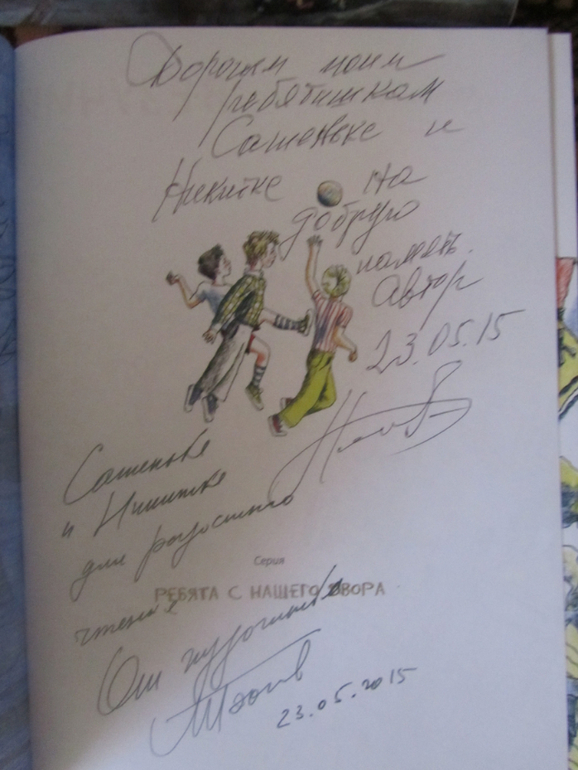 Дорогим моим
ребятишкам
Сашеньке и
Никитке на
добрую
память.
Автор
23.05.15
Сашеньке
и Никитке
для радостного
чтения
Серия
РЕБЯТА С НАШЕГО ДВОРА
От художника
23.05.2015